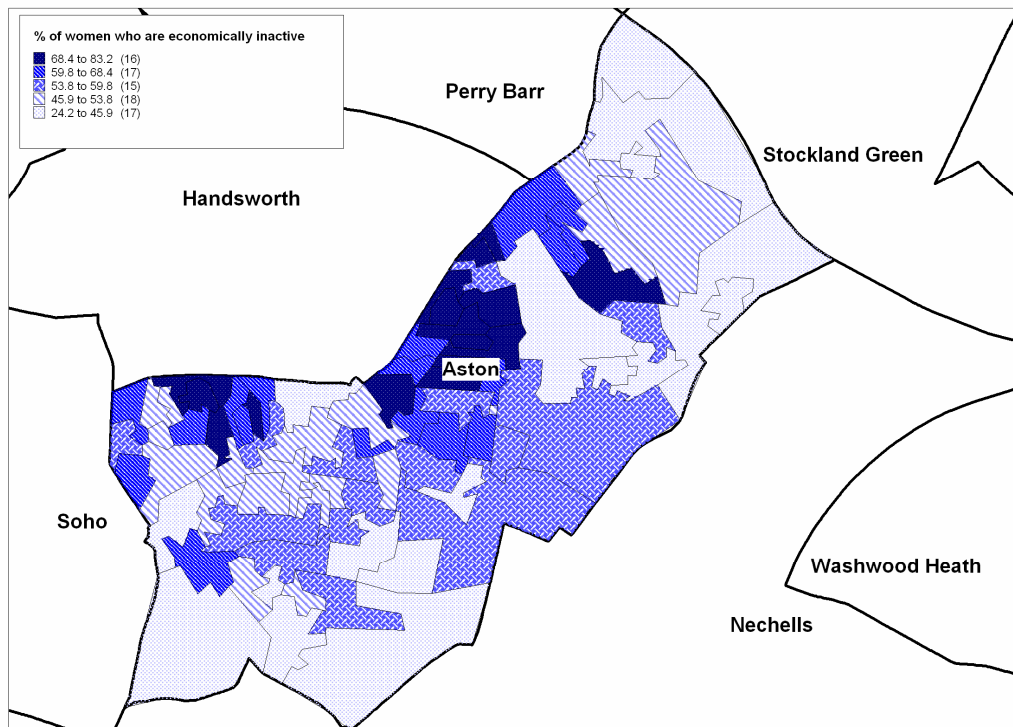 % of women who are economically inactive
68.4 to 83.2 (16)
59.8 to 68.4 (17)
53.8 to 59.8 (15)
45.9 to 53.8 (18)
24.2 to 45.9 (17)
Perry Barr
Stockland Green
Handsworth
Aston
Soho
Washwood Heath
Nechells